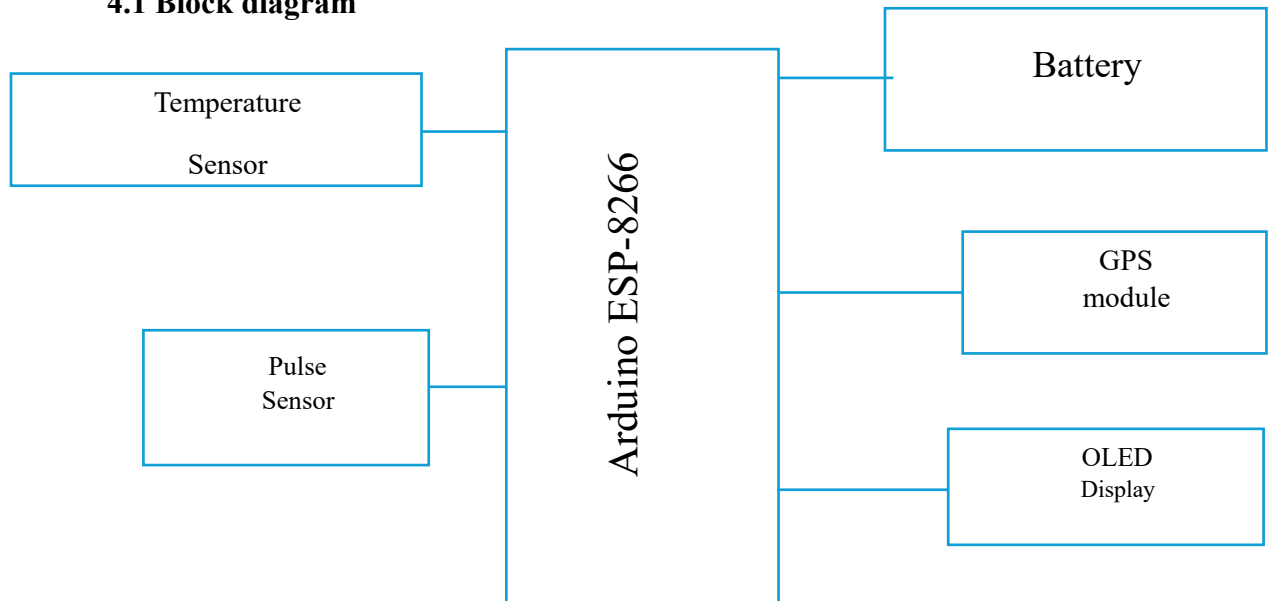 4.1 Block diagram
Battery
Temperature
Sensor
Arduino ESP-8266
GPS
module
Pulse
Sensor
OLED
Display